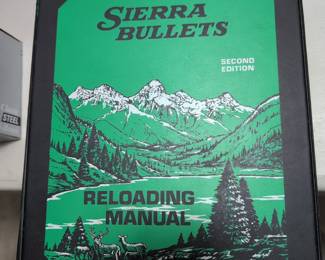 SIERRA
BULLETS
SECOND
EDITION
RELOADING
MANUAL
STEEL